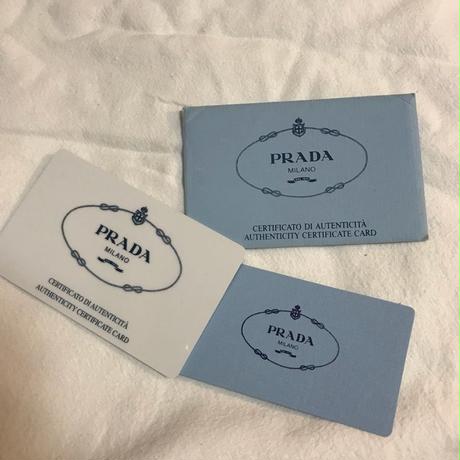 PRADA
MILANO
CERTIFICATO DI AUTENTICITÀ
AUTHENTICITY CERTIFICATE CARD
PRADA
MILANO
CERTIFICATO DI AUTENTICITÀ
AUTHENTICITY CERTIFICATE CARD
PRADA
MILANO